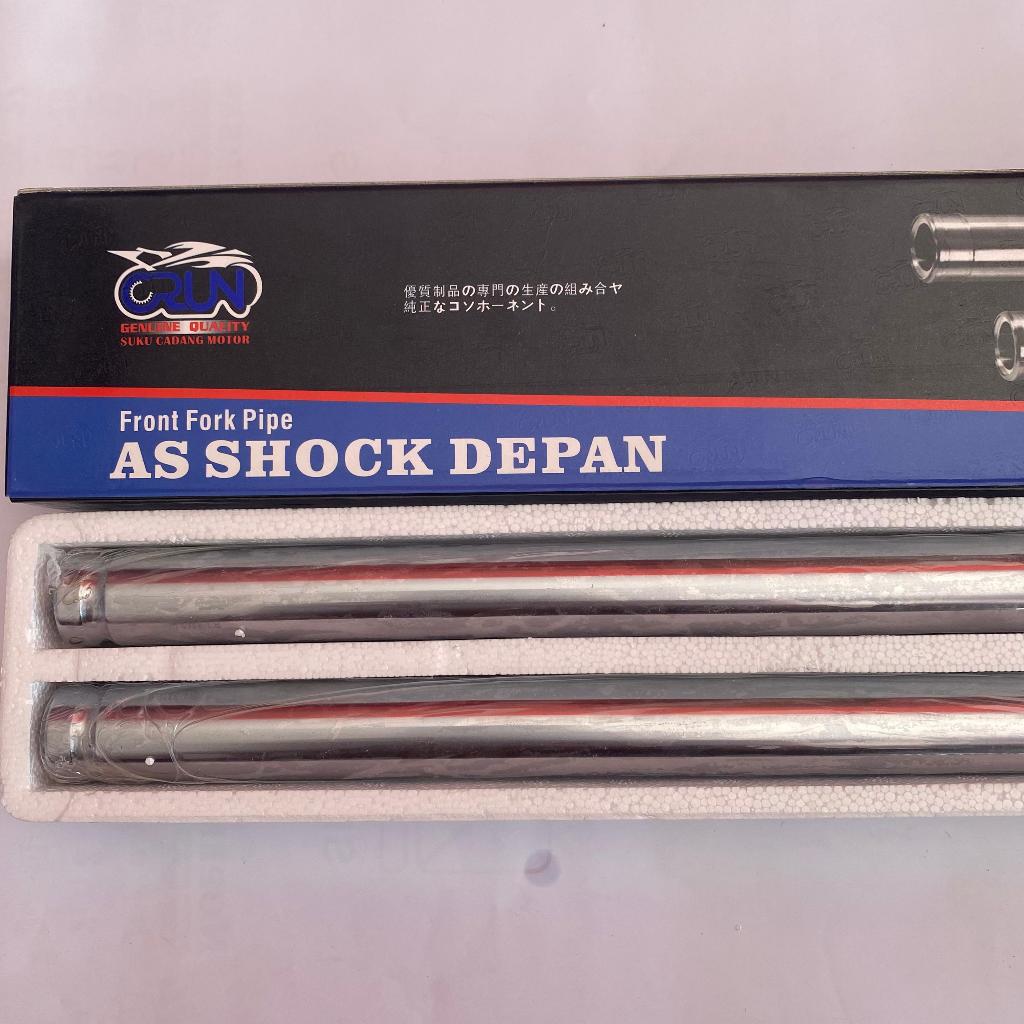 CRUN
GENUINE QUALITY
SUKU CADANG MOTOR
優質制品の専門の生産の組み合ヤ
純正なコソホーネント。
Front Fork Pipe
AS SHOCK DEPAN